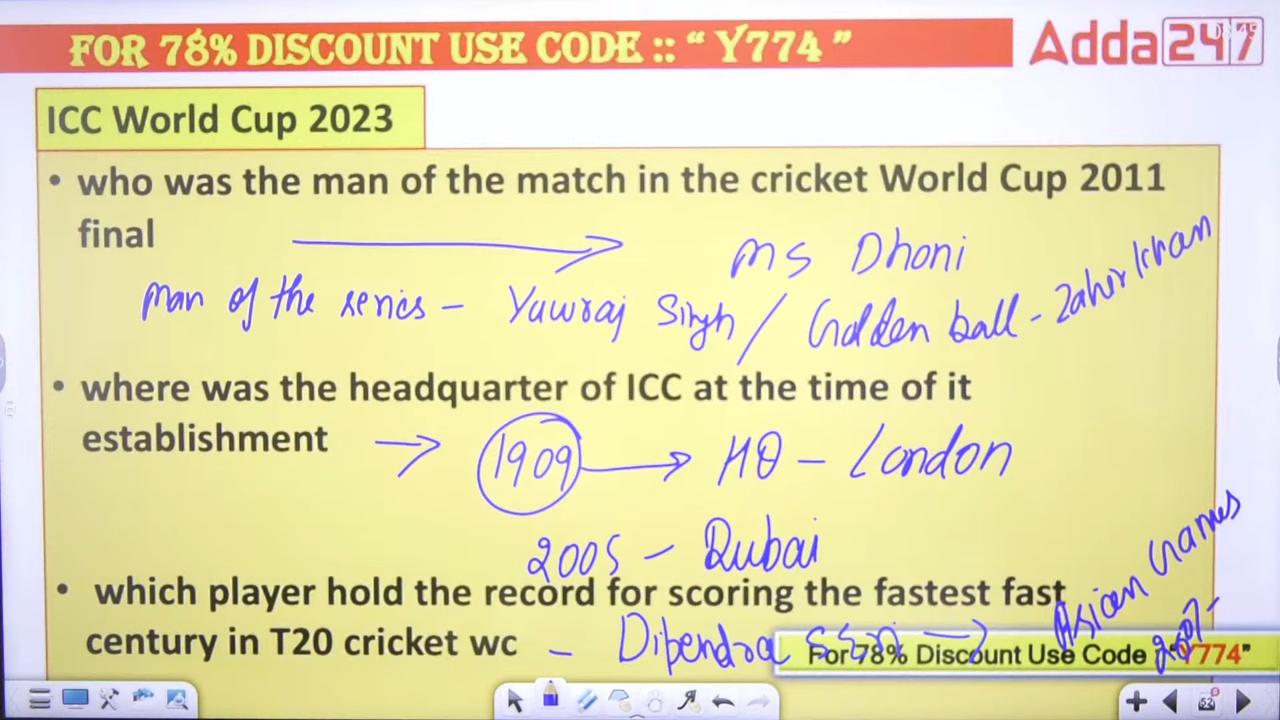 FOR 78% DISCOUNT USE CODE :: “ Y774 ”
Adda247
ICC World Cup 2023
• who was the man of the match in the cricket World Cup 2011
final
MS Dhoni
Man of the series – Yuwraj Singh / Golden ball - Zahir Khan
• where was the headquarter of ICC at the time of it
establishment
1909 → HQ – London
2005 – Dubai
• which player hold the record for scoring the fastest fast
century in T20 cricket wc
– Dipendra → Asian Games
For 78% Discount Use Code “Y774”
52